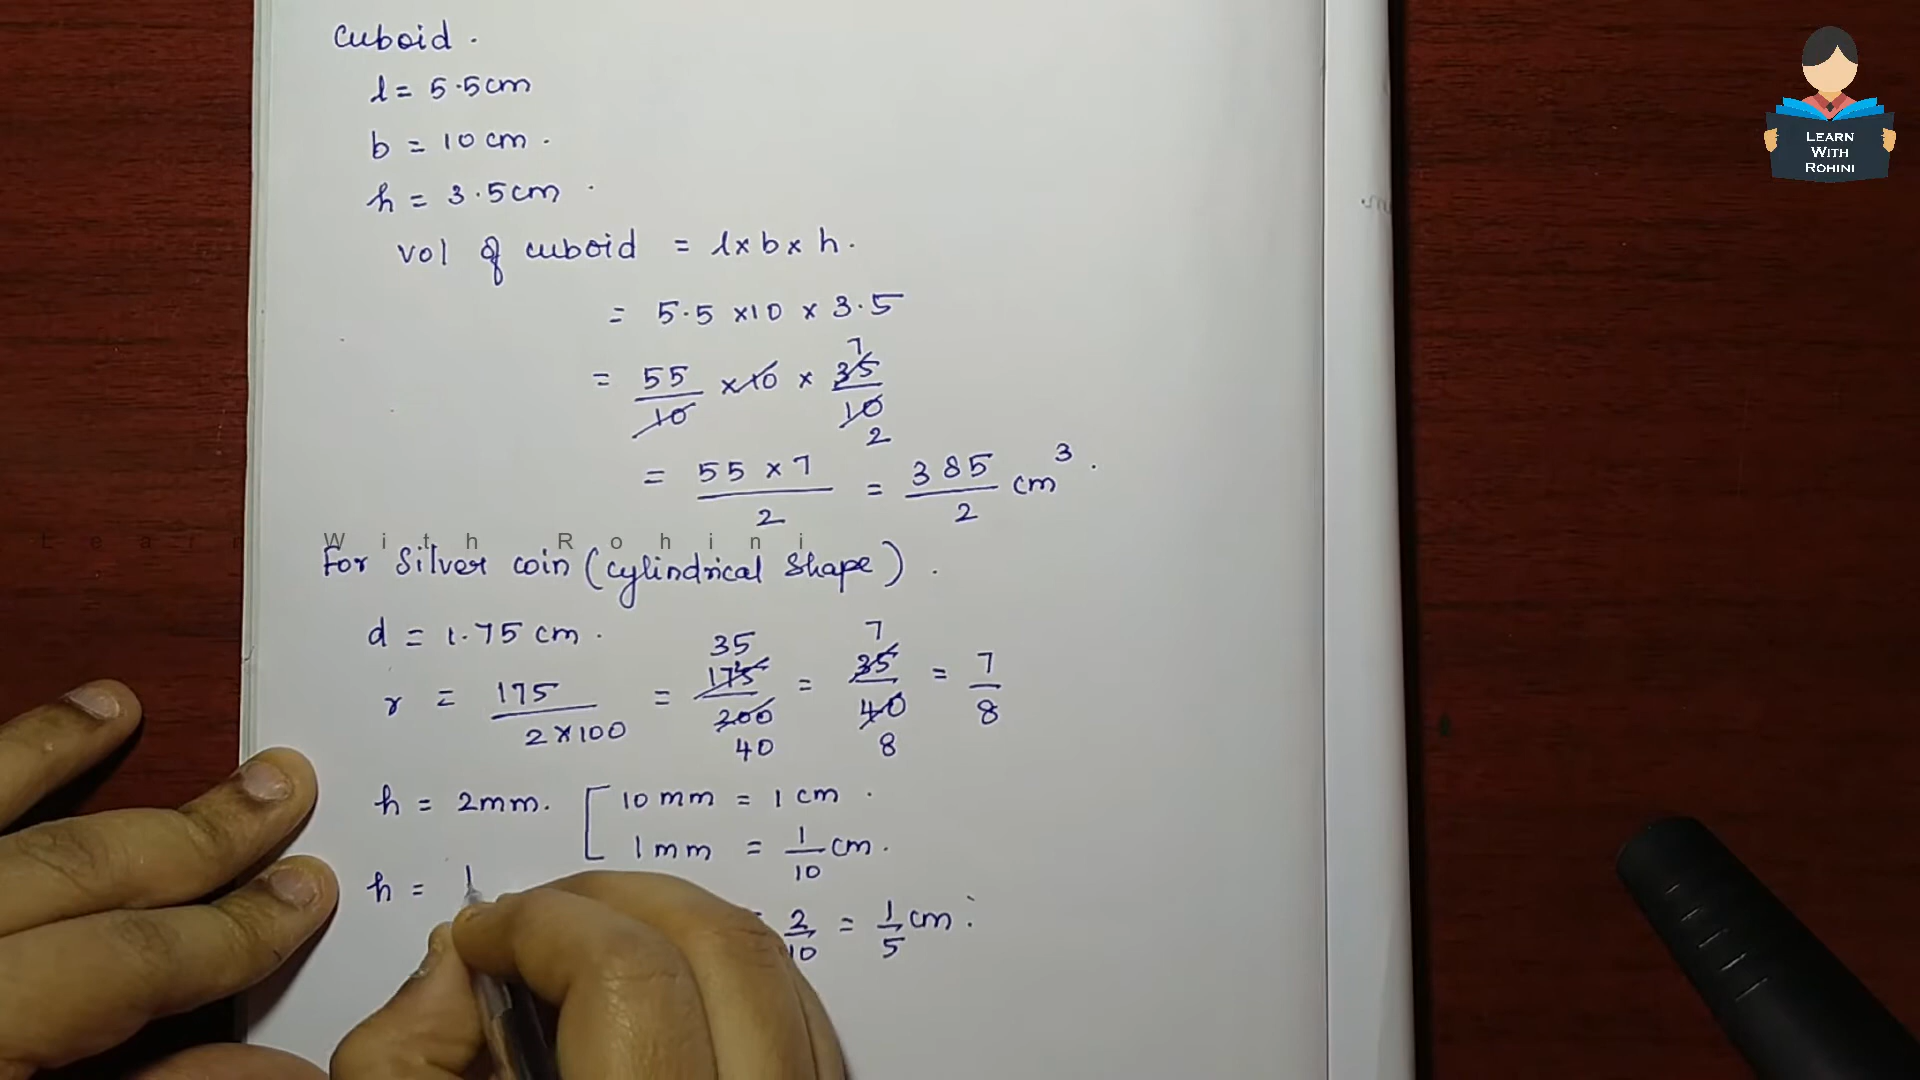 Cuboid.
l = 5.5cm
b = 10 cm.
h = 3.5cm.
Vol of cuboid = l x b x h.
= 5.5 x 10 x 3.5
= 55/10 x 10 x 35/10
7
2
= 55 x 7 / 2 = 385/2 cm³.
Learn With Rohini
For Silver coin (cylindrical Shape).
d = 1.75 cm.
r = 175/2x100 = 175/200 = 35/40 = 7/8
35
40
7
8
h = 2mm. [10 mm = 1 cm.
1 mm = 1/10 cm.
h = 1
= 2/10 = 1/5 cm.
LEARN
WITH
ROHINI